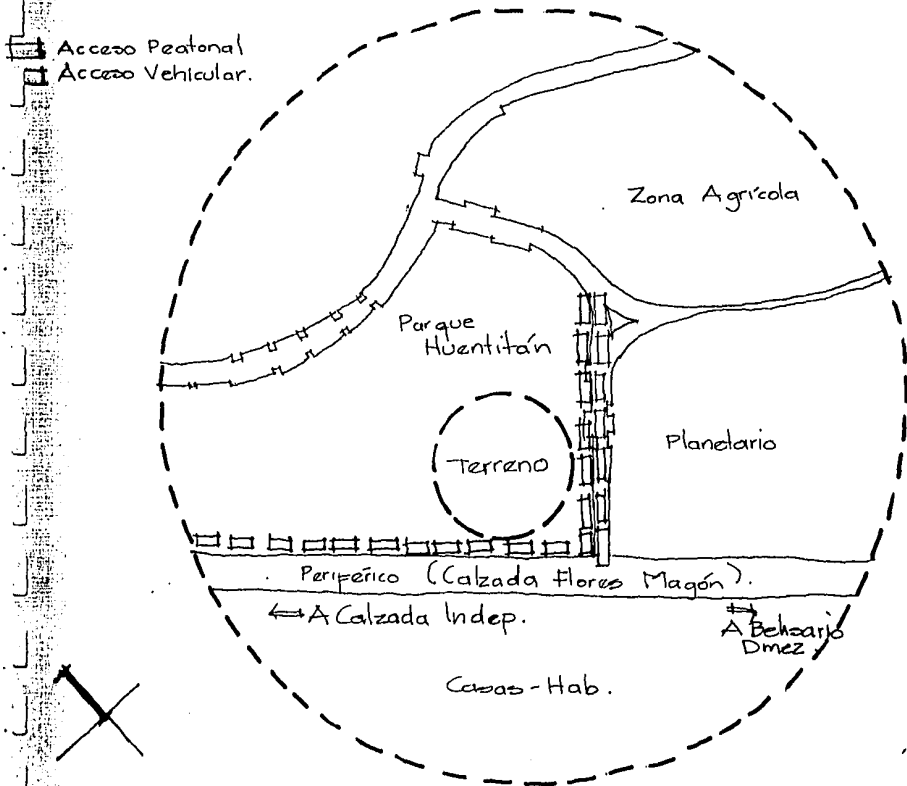 Acceso Peatonal
Acceso Vehicular.
Zona Agrícola
Parque
Huentitán
Planetario
Terreno
Periférico (Calzada Flores Magón).
A Calzada Indep.
A Belisario
Dmez.
Casas-Hab.